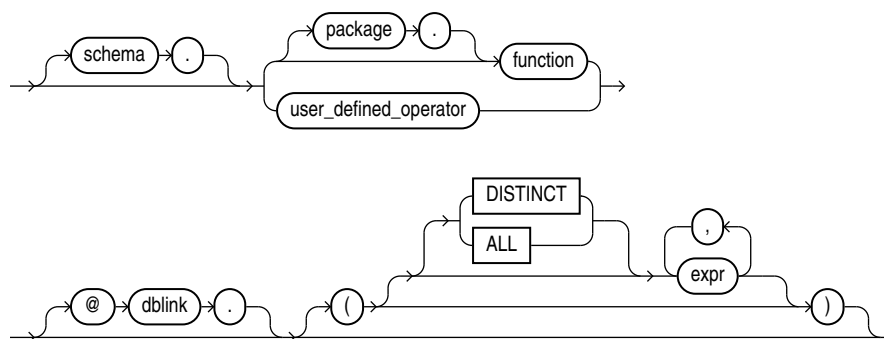 package .
schema . function
user_defined_operator
DISTINCT
ALL ,
expr
@ dblink . ( )